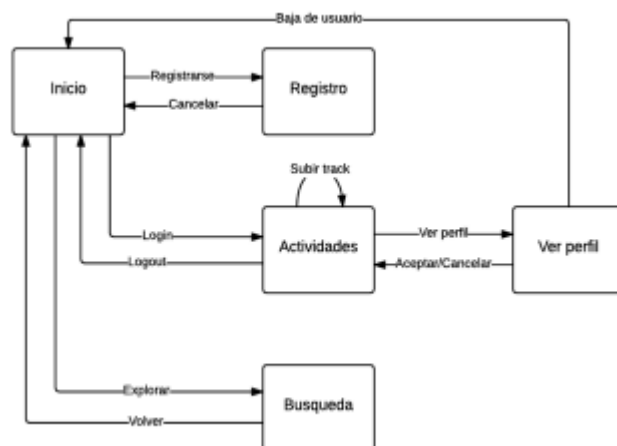 Baja de usuario
Inicio
Registrarse
Registro
Cancelar
Subir track
Login
Actividades
Ver perfil
Ver perfil
Logout
Aceptar/Cancelar
Explorar
Busqueda
Volver